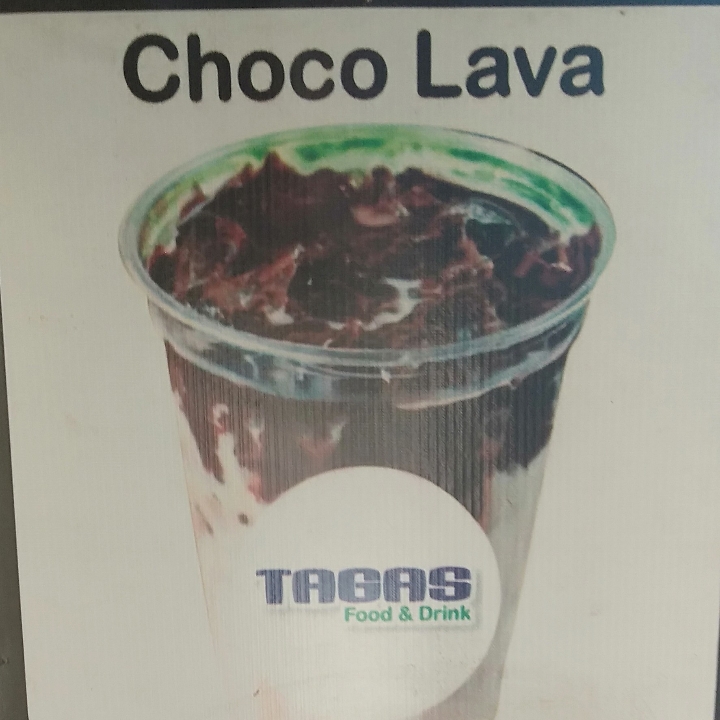 Choco Lava
TAGAS
Food & Drink